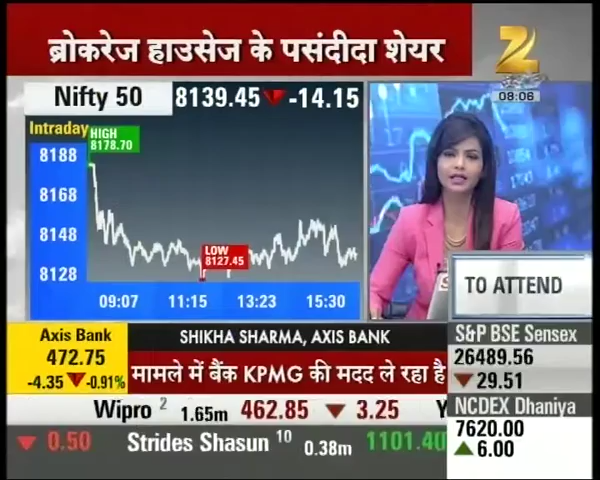 ब्रोकरेज हाउसेज के पसंदीदा शेयर
08:06
Nifty 50 8139.45 -14.15
Intraday
HIGH
8178.70
8188
8168
8148
8128
LOW
8127.45
09:07 11:15 13:23 15:30
TO ATTEND
Axis Bank
472.75
-4.35 -0.91%
SHIKHA SHARMA, AXIS BANK
मामले में बैंक KPMG की मदद ले रहा है
S&P BSE Sensex
26489.56
29.51
Wipro 2 1.65m 462.85 3.25 Y
NCDEX Dhaniya
7620.00
6.00
0.50 Strides Shasun 10 0.38m 1101.40